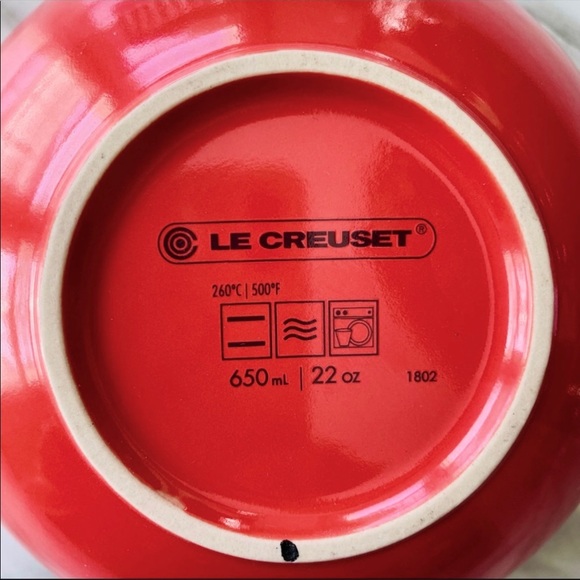 LE CREUSET®
260°C | 500°F
650 mL | 22 oz 1802